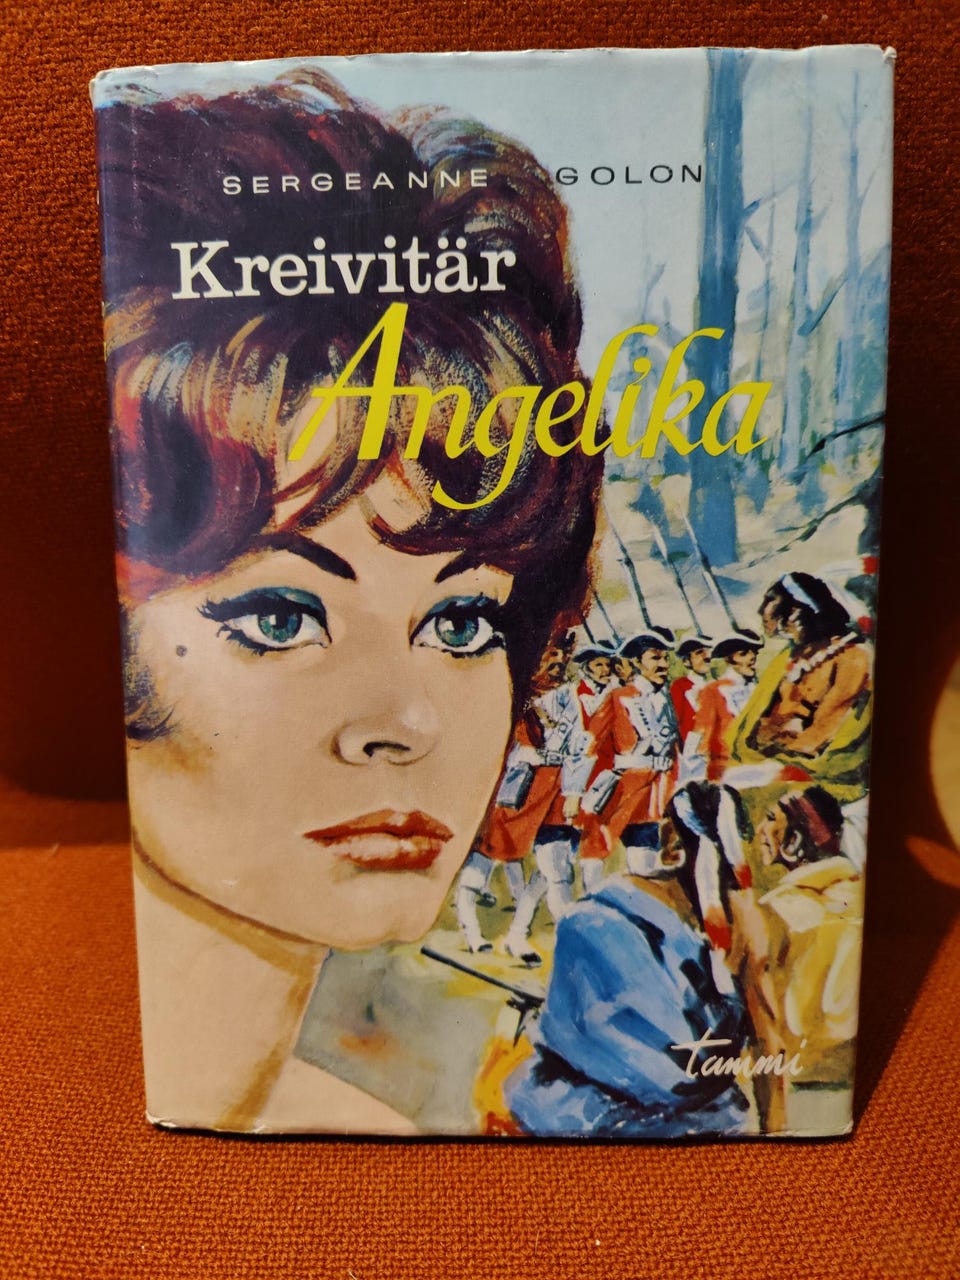 SERGEANNE GOLON
Kreivitär
Angelika
tammi